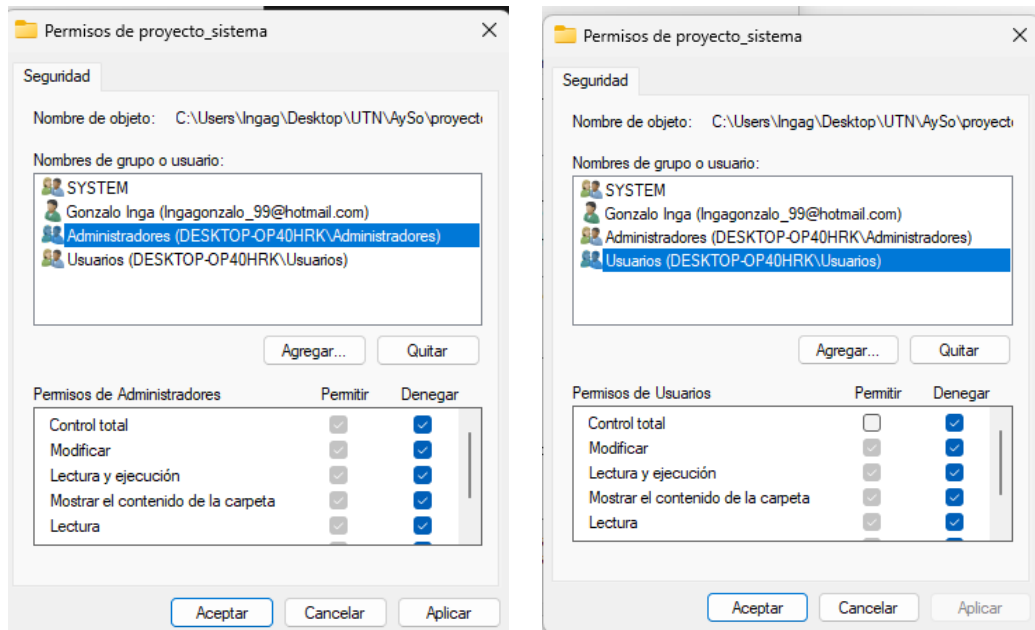 Permisos de proyecto_sistema
Seguridad
Nombre de objeto: C:\Users\Ingag\Desktop\UTN\AySo\proyect
Nombres de grupo o usuario:
SYSTEM
Gonzalo Inga (Ingagonzalo_99@hotmail.com)
Administradores (DESKTOP-OP40HRK\Administradores)
Usuarios (DESKTOP-OP40HRK\Usuarios)
Agregar... Quitar
Permisos de Administradores Permitir Denegar
Control total
Modificar
Lectura y ejecución
Mostrar el contenido de la carpeta
Lectura
Aceptar Cancelar Aplicar
Permisos de proyecto_sistema
Seguridad
Nombre de objeto: C:\Users\Ingag\Desktop\UTN\AySo\proyect
Nombres de grupo o usuario:
SYSTEM
Gonzalo Inga (Ingagonzalo_99@hotmail.com)
Administradores (DESKTOP-OP40HRK\Administradores)
Usuarios (DESKTOP-OP40HRK\Usuarios)
Agregar... Quitar
Permisos de Usuarios Permitir Denegar
Control total
Modificar
Lectura y ejecución
Mostrar el contenido de la carpeta
Lectura
Aceptar Cancelar Aplicar